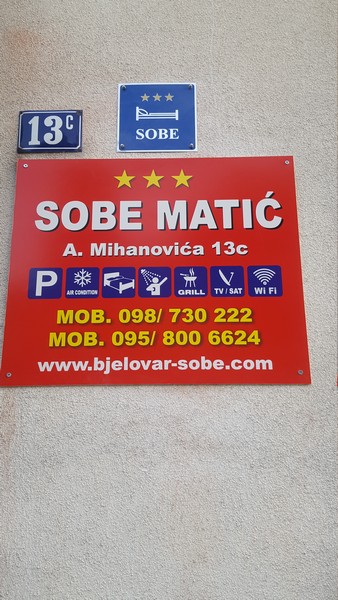 13c
SOBE
SOBE MATIĆ
A. Mihanovića 13c
P
AIR CONDITION
GRILL
TV / SAT
Wi Fi
MOB. 098/ 730 222
MOB. 095/ 800 6624
www.bjelovar-sobe.com